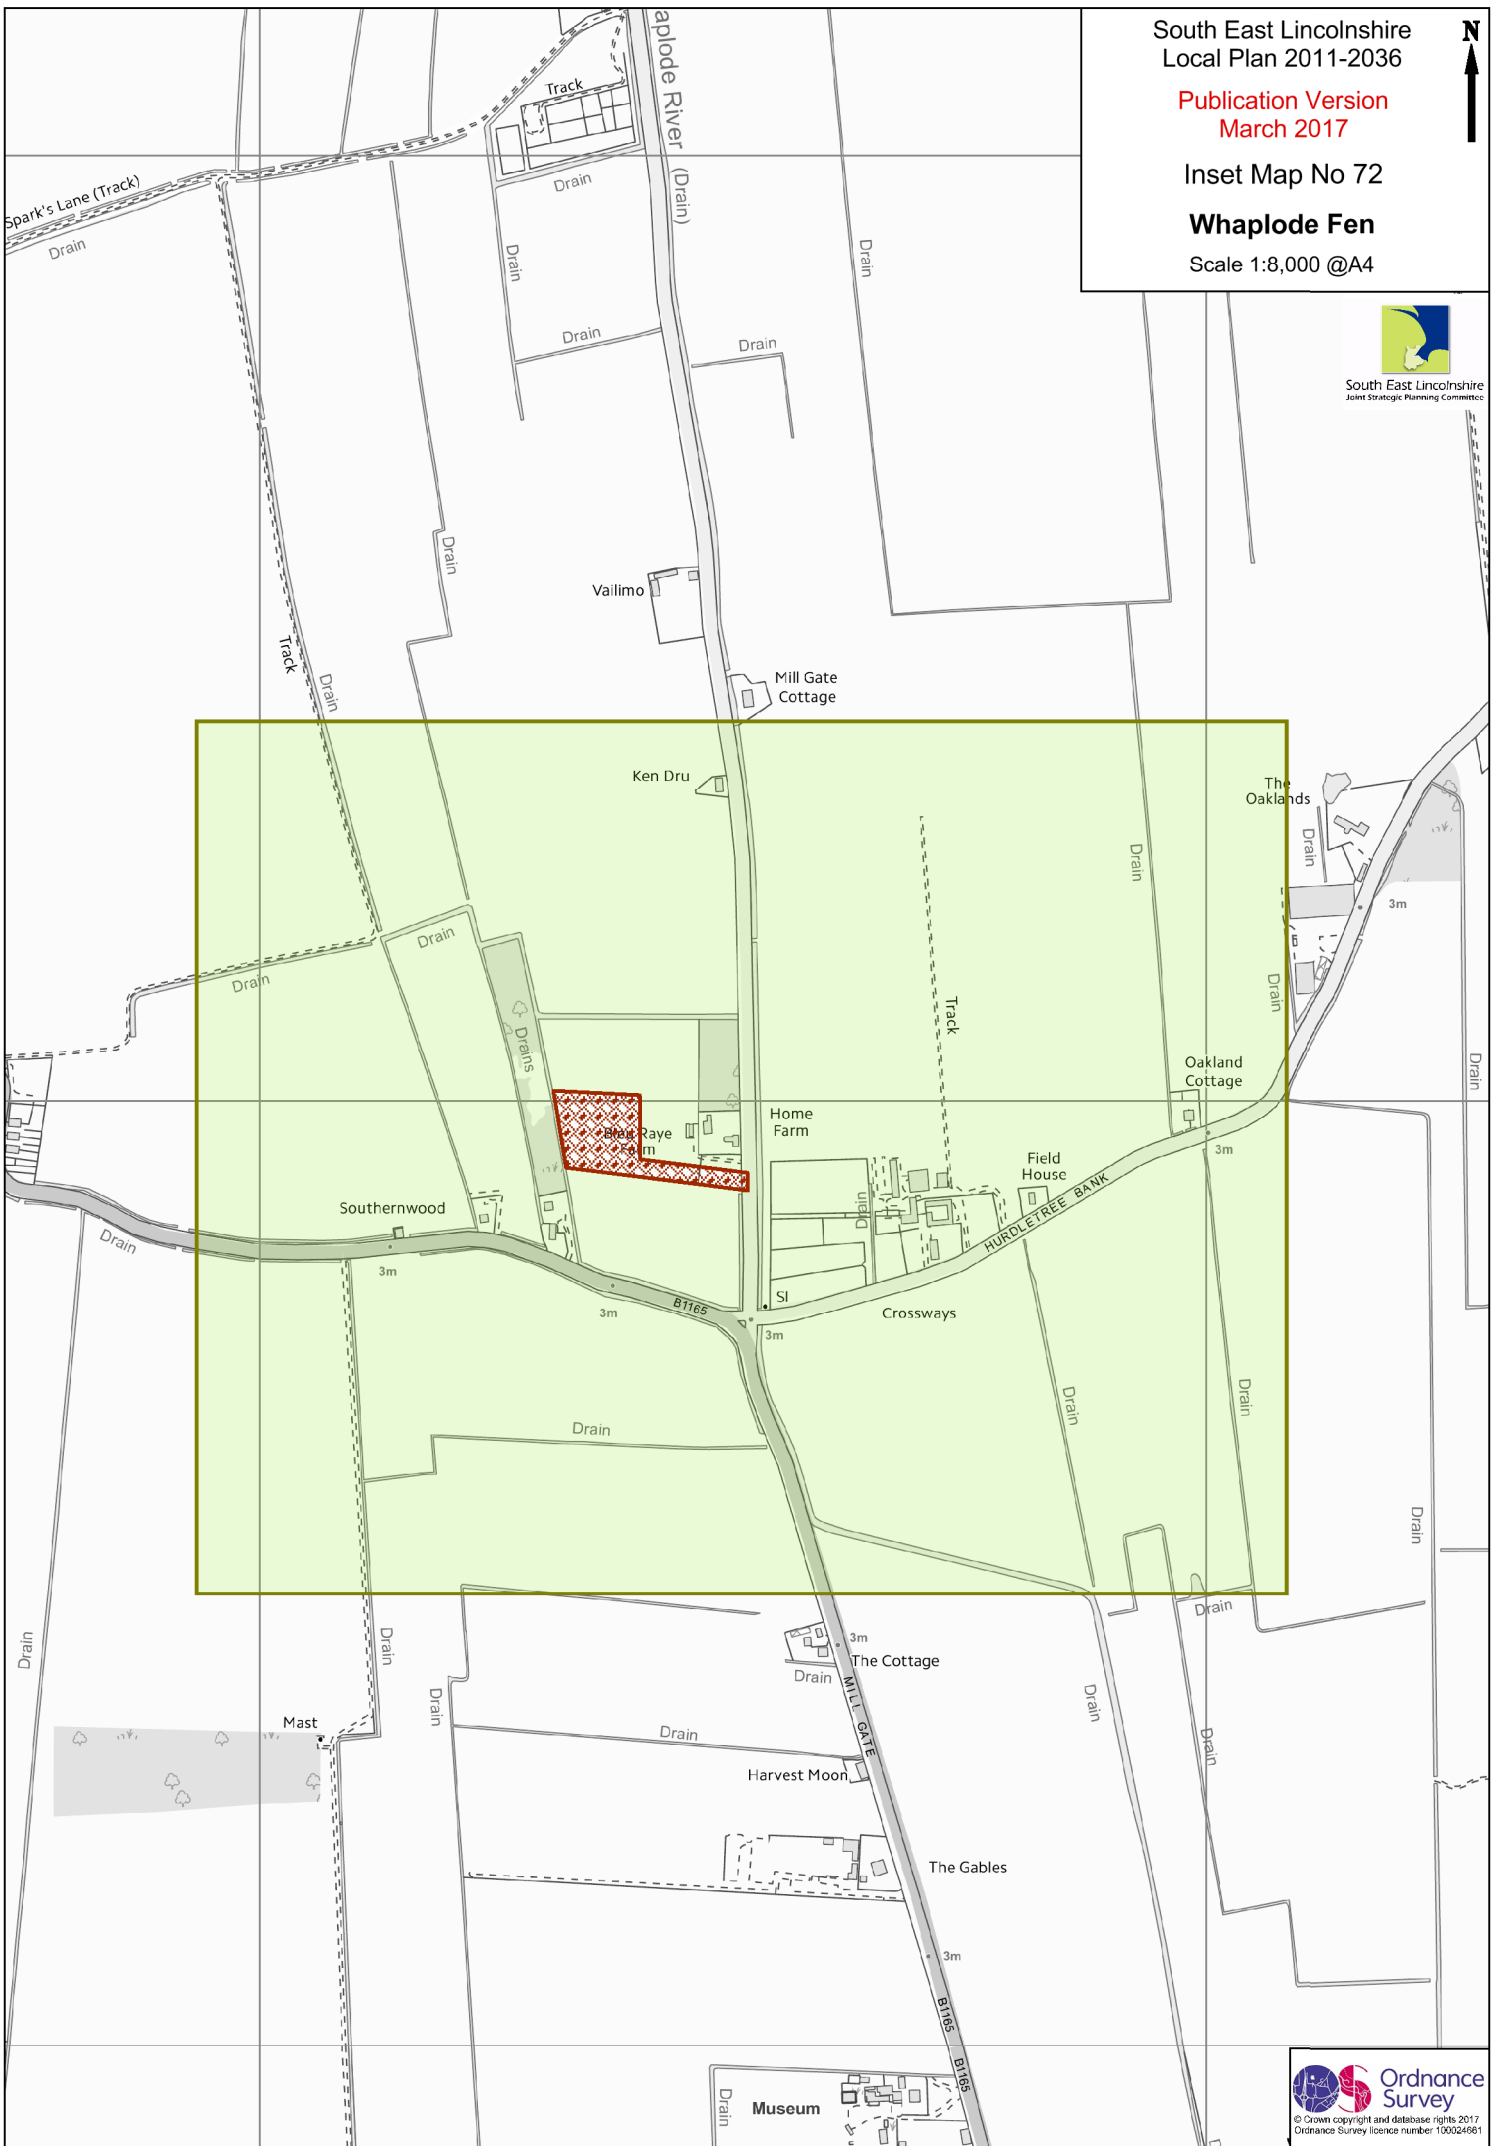 South East Lincolnshire
Local Plan 2011-2036
Publication Version
March 2017
Inset Map No 72
Whaplode Fen
Scale 1:8,000 @A4
N
South East Lincolnshire
Joint Strategic Planning Committee
aplode River (Drain)
Track
Spark's Lane (Track)
Drain
Drain
Drain
Drain
Drain
Drain
Drain
Vailimo
Track
Drain
Mill Gate
Cottage
Ken Dru
The
Oaklands
Drain
Drain
3m
Drain
Drain
Drains
Track
Drain
Oakland
Cottage
Drain
Home
Farm
Raye
3m
Field
House
Southernwood
Drain
HURDLETREE BANK
Drain
3m
3m
B1165
SI
3m
Crossways
Drain
Drain
Drain
Drain
Drain
Drain
Drain
Drain
3m
The Cottage
Drain
MILL GATE
Drain
Drain
Mast
Drain
Drain
Harvest Moon
The Gables
3m
B1165
B1165
Drain
Museum
Ordnance
Survey
© Crown copyright and database rights 2017
Ordnance Survey licence number 100024661